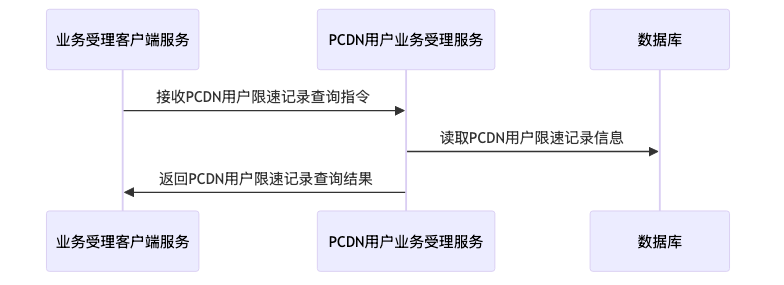 业务受理客户端服务
PCDN用户业务受理服务
数据库
接收PCDN用户限速记录查询指令
读取PCDN用户限速记录信息
返回PCDN用户限速记录查询结果
业务受理客户端服务
PCDN用户业务受理服务
数据库